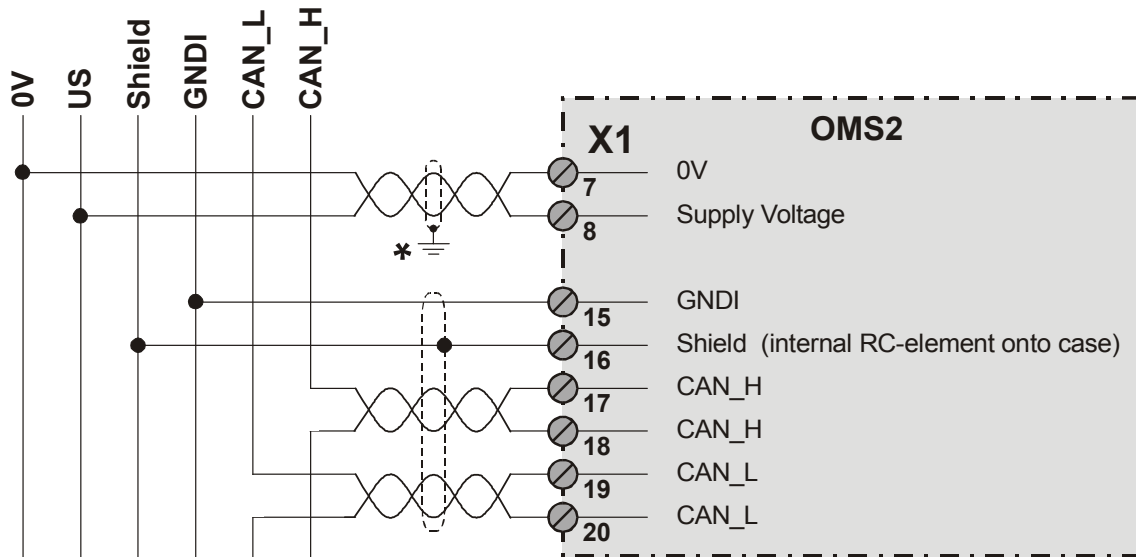 0V
US
Shield
GNDI
CAN_L
CAN_H
X1
OMS2
7
0V
8
Supply Voltage
*
15
GNDI
16
Shield (internal RC-element onto case)
17
CAN_H
18
CAN_H
19
CAN_L
20
CAN_L